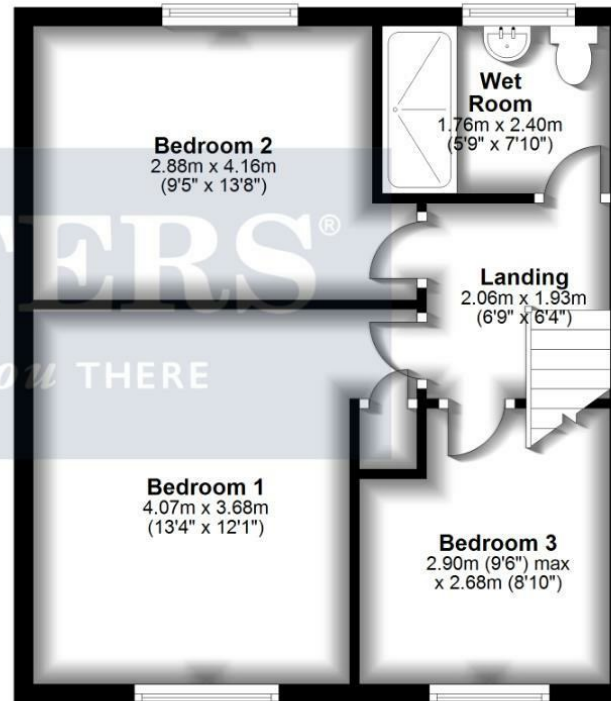 Bedroom 2
2.88m x 4.16m
(9'5" x 13'8")
Wet
Room
1.76m x 2.40m
(5'9" x 7'10")
TERS®
Landing
2.06m x 1.93m
(6'9" x 6'4")
ou THERE
Bedroom 1
4.07m x 3.68m
(13'4" x 12'1")
Bedroom 3
2.90m (9'6") max
x 2.68m (8'10")